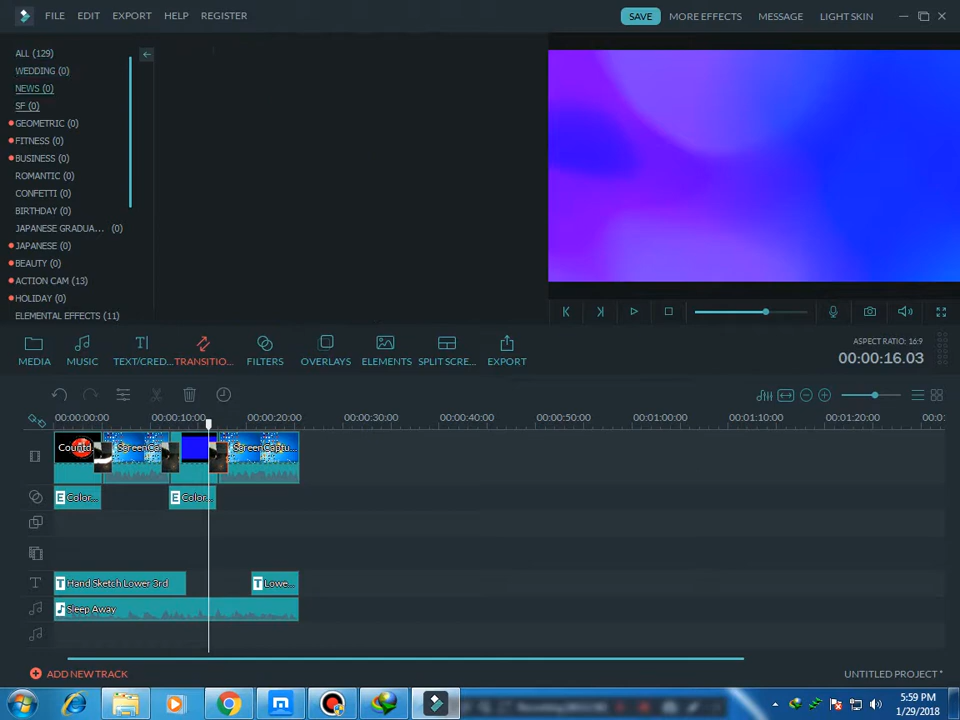 FILE EDIT EXPORT HELP REGISTER SAVE MORE EFFECTS MESSAGE LIGHT SKIN
ALL (129)
WEDDING (0)
NEWS (0)
SF (0)
GEOMETRIC (0)
FITNESS (0)
BUSINESS (0)
ROMANTIC (0)
CONFETTI (0)
BIRTHDAY (0)
JAPANESE GRADUA... (0)
JAPANESE (0)
BEAUTY (0)
ACTION CAM (13)
HOLIDAY (0)
ELEMENTAL EFFECTS (11)
MEDIA MUSIC TEXT/CRED... TRANSITIO... FILTERS OVERLAYS ELEMENTS SPLIT SCREE... EXPORT
ASPECT RATIO: 16:9
00:00:16.03
00:00:00:00 00:00:10:00 00:00:20:00 00:00:30:00 00:00:40:00 00:00:50:00 00:01:00:00 00:01:10:00 00:01:20:00 00:0
Countd ScreenCa ScreenCaptu...
E Color... E Color...
T Hand Sketch Lower 3rd T Lowe...
Sleep Away
ADD NEW TRACK UNTITLED PROJECT *
5:59 PM
1/29/2018